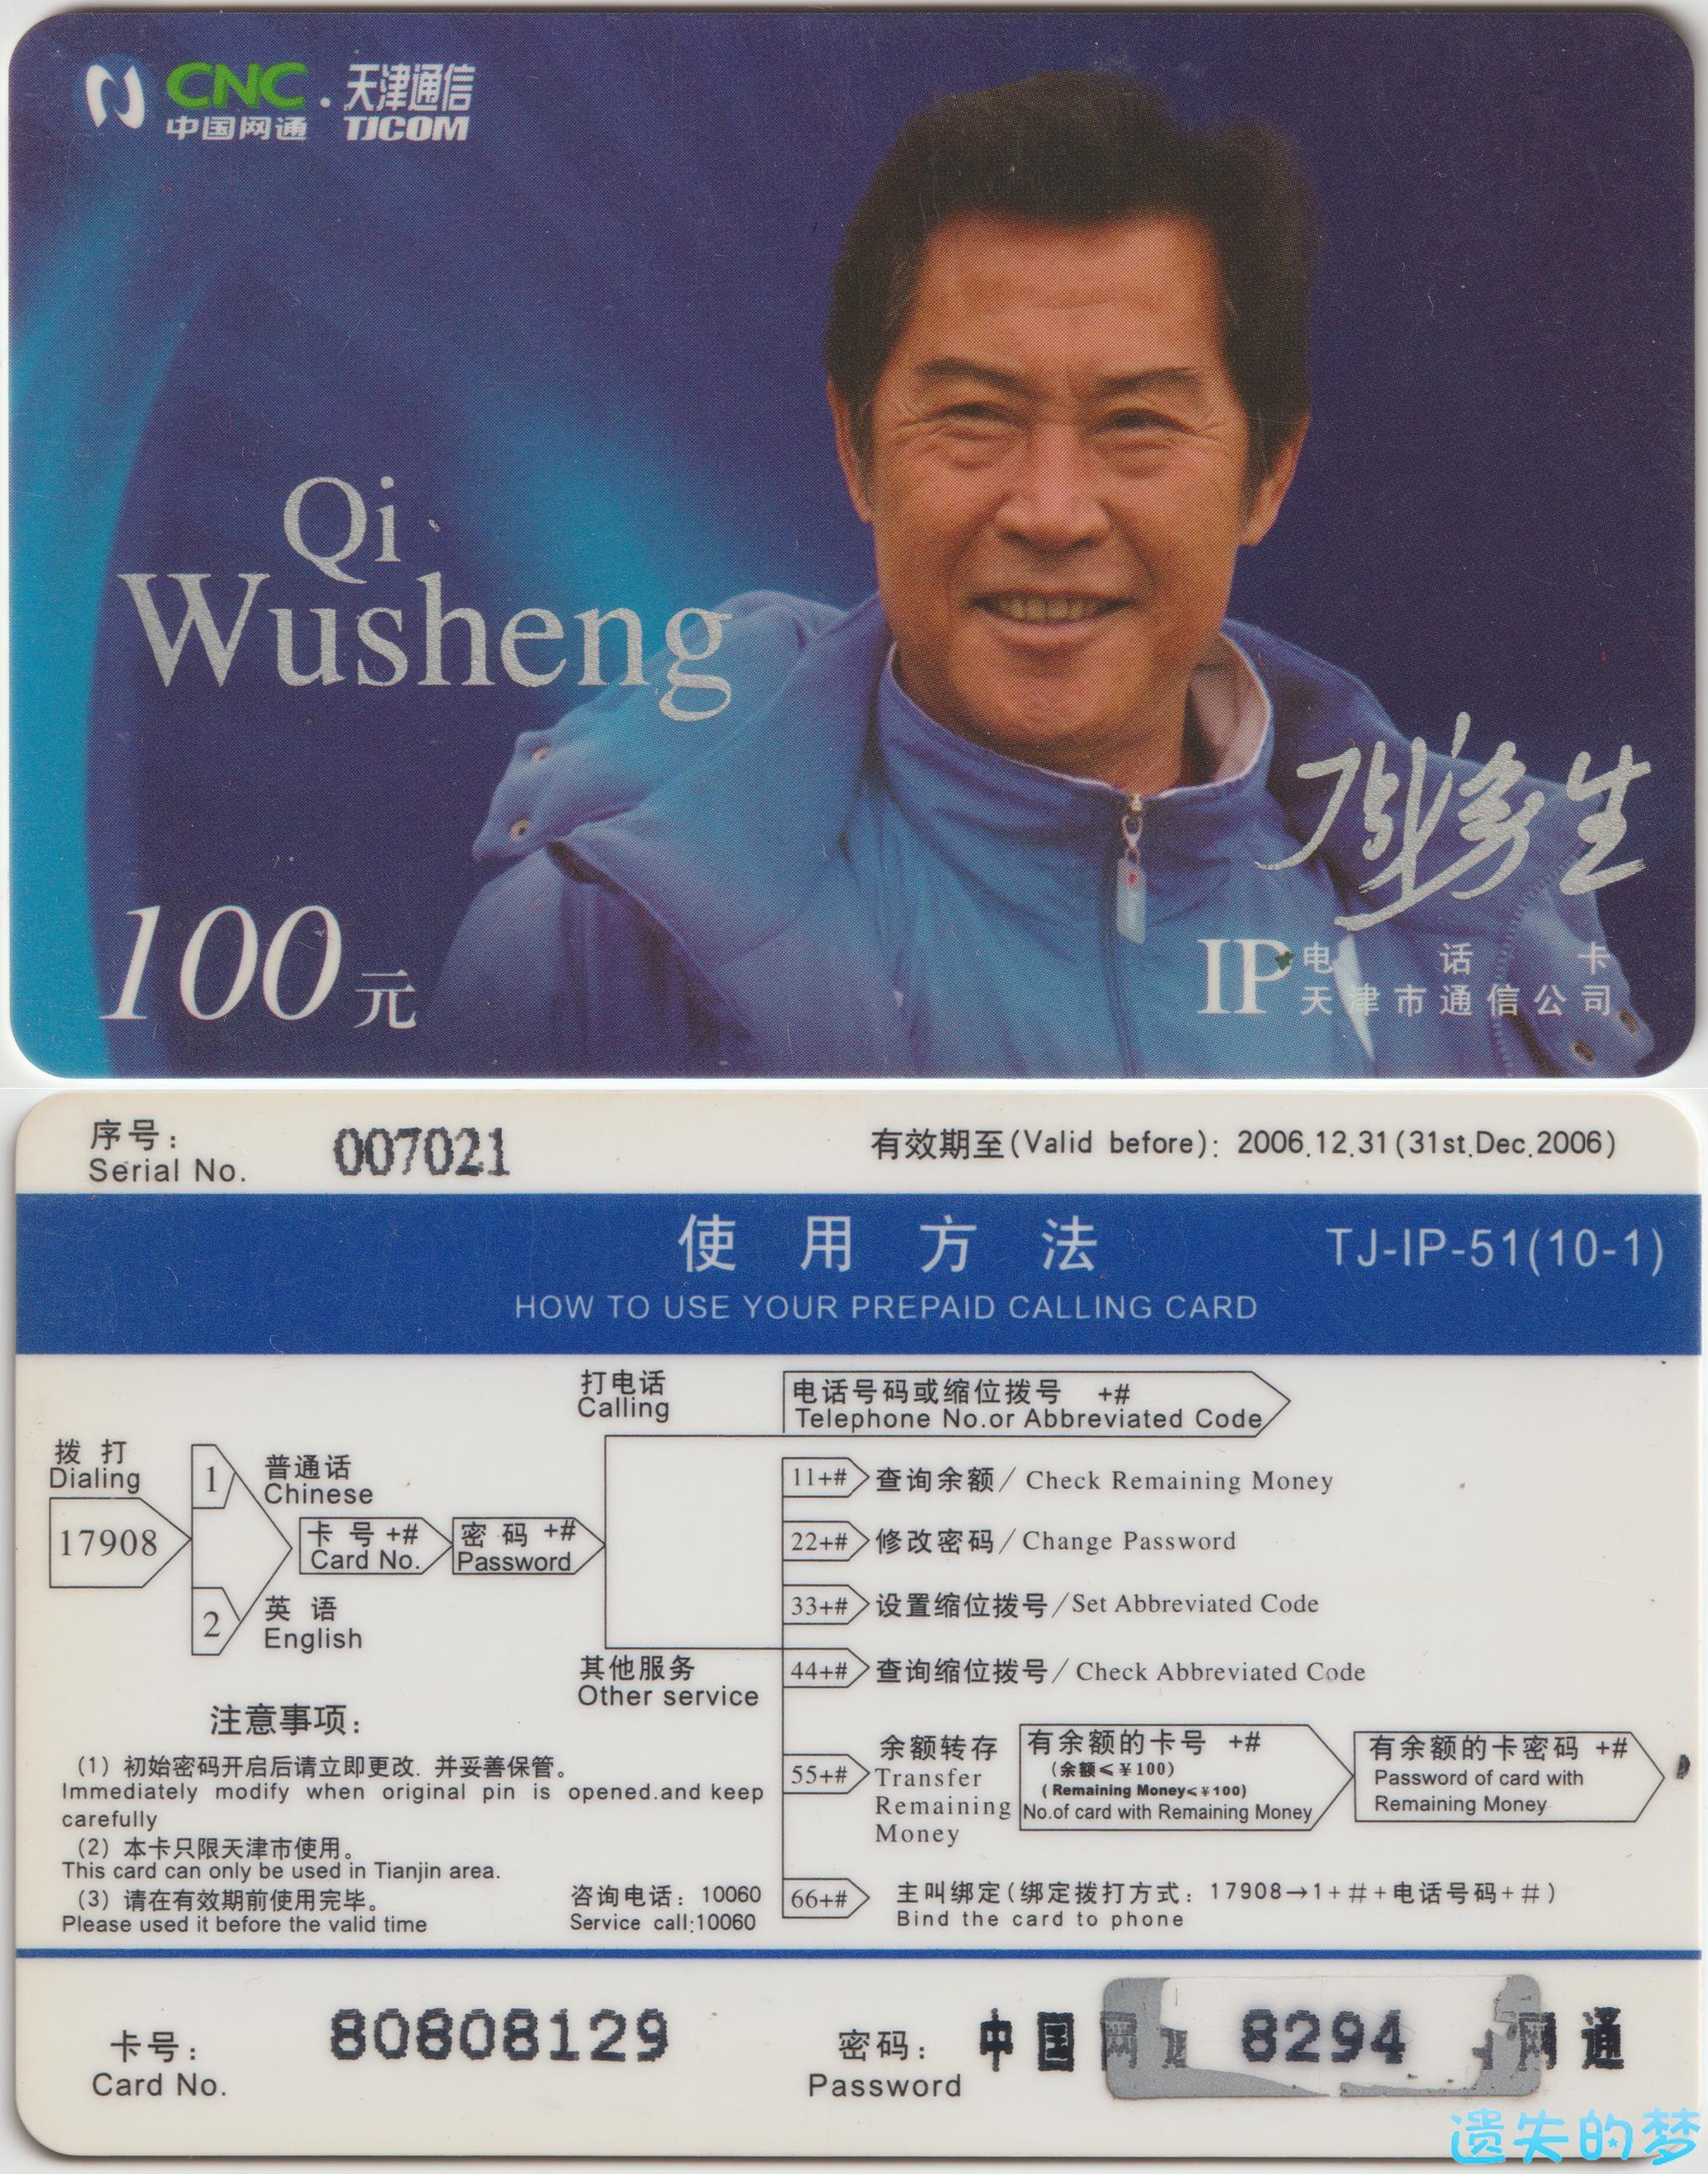 CNC
中国网通
·
天津通信
TJCOM
Qi
Wusheng
戚务生
100元
IP
电话卡
天津市通信公司
序号：
Serial No.
007021
有效期至(Valid before): 2006.12.31(31st.Dec.2006)
使用方法
TJ-IP-51(10-1)
HOW TO USE YOUR PREPAID CALLING CARD
打电话
Calling
电话号码或缩位拨号 +#
Telephone No.or Abbreviated Code
拨打
Dialing
17908
1
普通话
Chinese
2
英语
English
卡号 +#
Card No.
密码 +#
Password
11+# 查询余额/ Check Remaining Money
22+# 修改密码/ Change Password
33+# 设置缩位拨号/Set Abbreviated Code
其他服务
Other service
44+# 查询缩位拨号/ Check Abbreviated Code
55+#
余额转存
Transfer
Remaining
Money
有余额的卡号 +#
(余额≤￥100)
(Remaining Money≤￥100)
No.of card with Remaining Money
有余额的卡密码 +#
Password of card with
Remaining Money
66+# 主叫绑定(绑定拨打方式：17908→1+#+电话号码+#)
Bind the card to phone
注意事项：
(1) 初始密码开启后请立即更改. 并妥善保管。
Immediately modify when original pin is opened.and keep
carefully
(2) 本卡只限天津市使用。
This card can only be used in Tianjin area.
(3) 请在有效期前使用完毕。
Please used it before the valid time
咨询电话：10060
Service call:10060
卡号：
Card No.
80808129
密码：
Password
中国网
8294
网通
遗失的梦